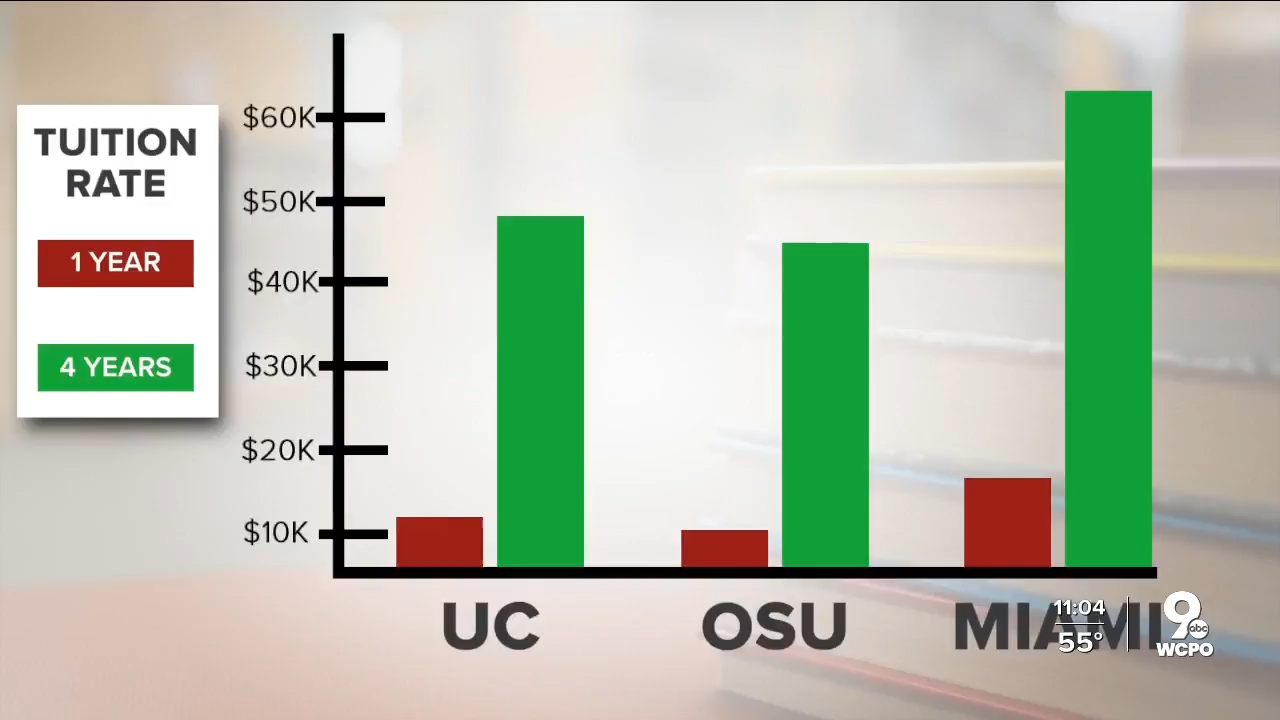 TUITION
RATE
1 YEAR
4 YEARS
$60K
$50K
$40K
$30K
$20K
$10K
UC
OSU
MIAMI
11:04
55°
9
abc
WCPO